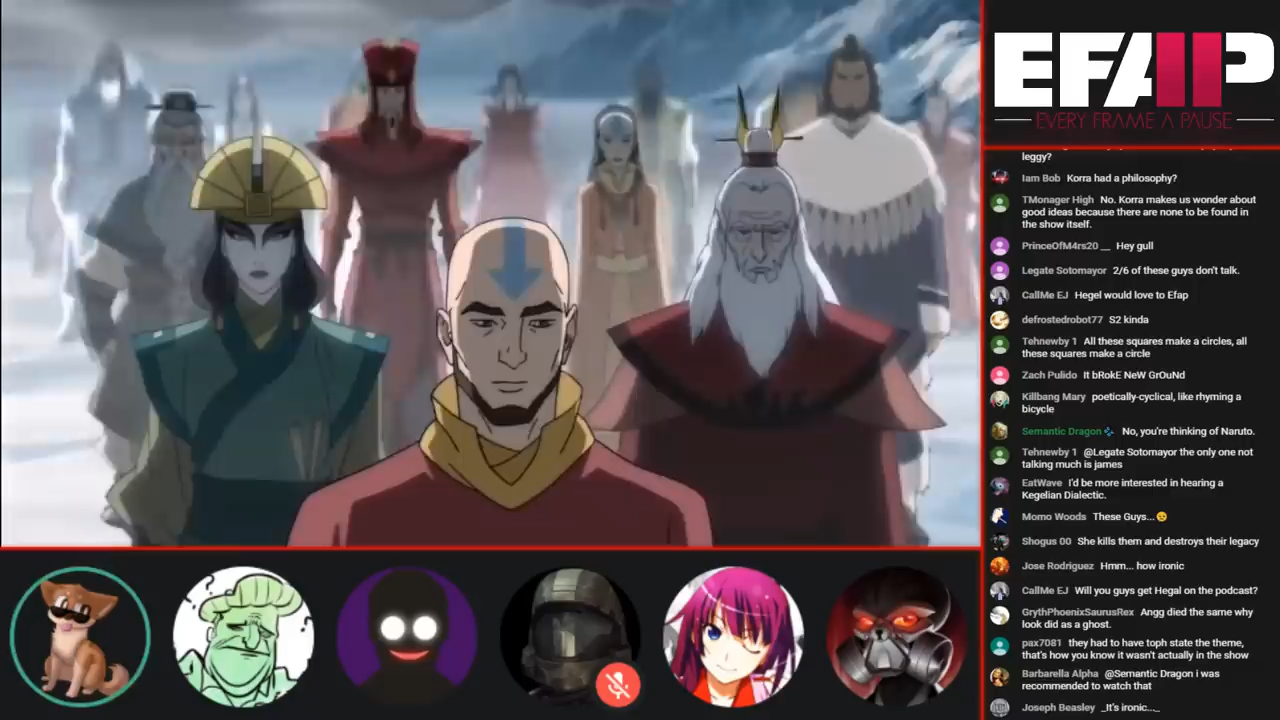 EFAP
EVERY FRAME A PAUSE
leggy?
Iam Bob Korra had a philosophy?
TMonager High No. Korra makes us wonder about
good ideas because there are none to be found in
the show itself.
PrinceOfM4rs20 __ Hey gull
Legate Sotomayor 2/6 of these guys don't talk.
CallMe EJ Hegel would love to Efap
defrostedrobot77 S2 kinda
Tehnewby 1 All these squares make a circles, all
these squares make a circle
Zach Pulido It bRokE NeW GrOuNd
Killbang Mary poetically-cyclical, like rhyming a
bicycle
Semantic Dragon No, you're thinking of Naruto.
Tehnewby 1 @Legate Sotomayor the only one not
talking much is james
EatWave I'd be more interested in hearing a
Kegelian Dialectic.
Momo Woods These Guys...😥
Shogus 00 She kills them and destroys their legacy
Jose Rodriguez Hmm... how ironic
CallMe EJ Will you guys get Hegal on the podcast?
GrythPhoenixSaurusRex Angg died the same why
look did as a ghost.
pax7081 they had to have toph state the theme,
that's how you know it wasn't actually in the show
Barbarella Alpha @Semantic Dragon i was
recommended to watch that
Joseph Beasley _It's ironic..._